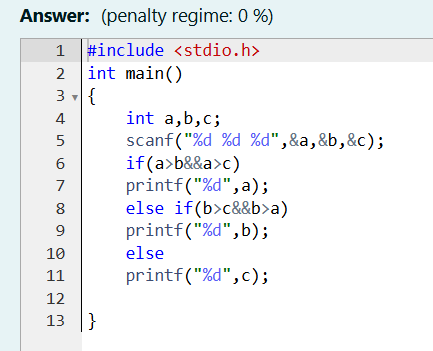 Answer: (penalty regime: 0 %)
1 #include <stdio.h>
2 int main()
3 {
4 int a,b,c;
5 scanf("%d %d %d",&a,&b,&c);
6 if(a>b&&a>c)
7 printf("%d",a);
8 else if(b>c&&b>a)
9 printf("%d",b);
10 else
11 printf("%d",c);
12
13 }